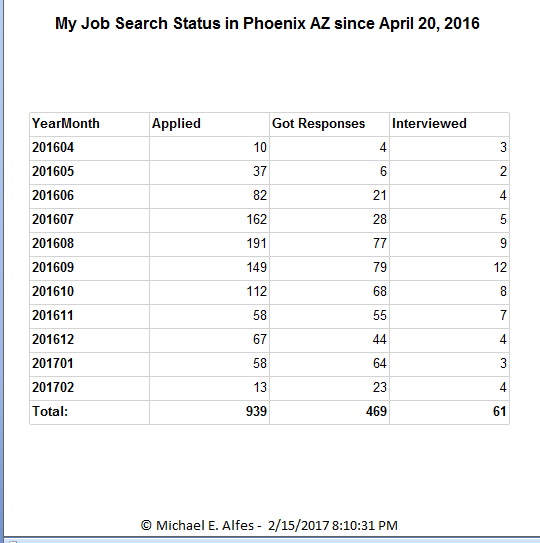 My Job Search Status in Phoenix AZ since April 20, 2016
YearMonth Applied Got Responses Interviewed
201604 10 4 3
201605 37 6 2
201606 82 21 4
201607 162 28 5
201608 191 77 9
201609 149 79 12
201610 112 68 8
201611 58 55 7
201612 67 44 4
201701 58 64 3
201702 13 23 4
Total: 939 469 61
© Michael E. Alfes - 2/15/2017 8:10:31 PM